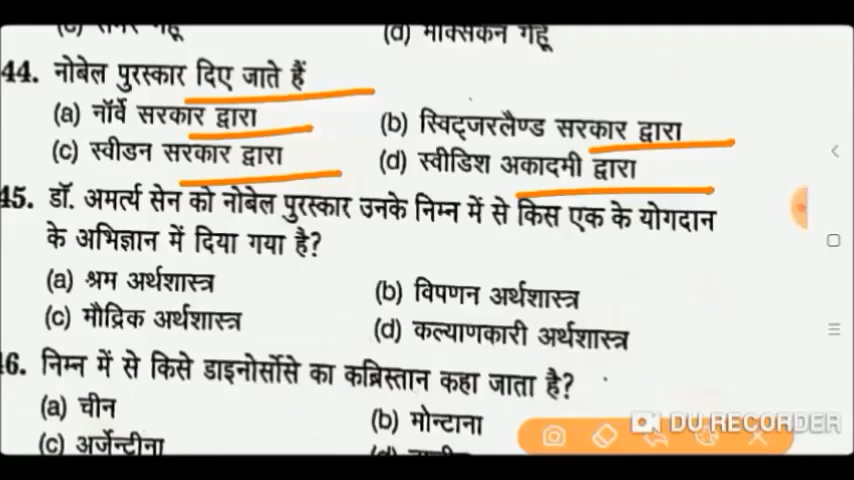 (d) मैक्सिकन गेहूँ
44. नोबेल पुरस्कार दिए जाते हैं
(a) नॉर्वे सरकार द्वारा (b) स्विट्जरलैण्ड सरकार द्वारा
(c) स्वीडन सरकार द्वारा (d) स्वीडिश अकादमी द्वारा
45. डॉ. अमर्त्य सेन को नोबेल पुरस्कार उनके निम्न में से किस एक के योगदान
के अभिज्ञान में दिया गया है?
(a) श्रम अर्थशास्त्र (b) विपणन अर्थशास्त्र
(c) मौद्रिक अर्थशास्त्र (d) कल्याणकारी अर्थशास्त्र
46. निम्न में से किसे डाइनोर्सोसे का कब्रिस्तान कहा जाता है?
(a) चीन (b) मोन्टाना
(c) अर्जेन्टीना
DU RECORDER